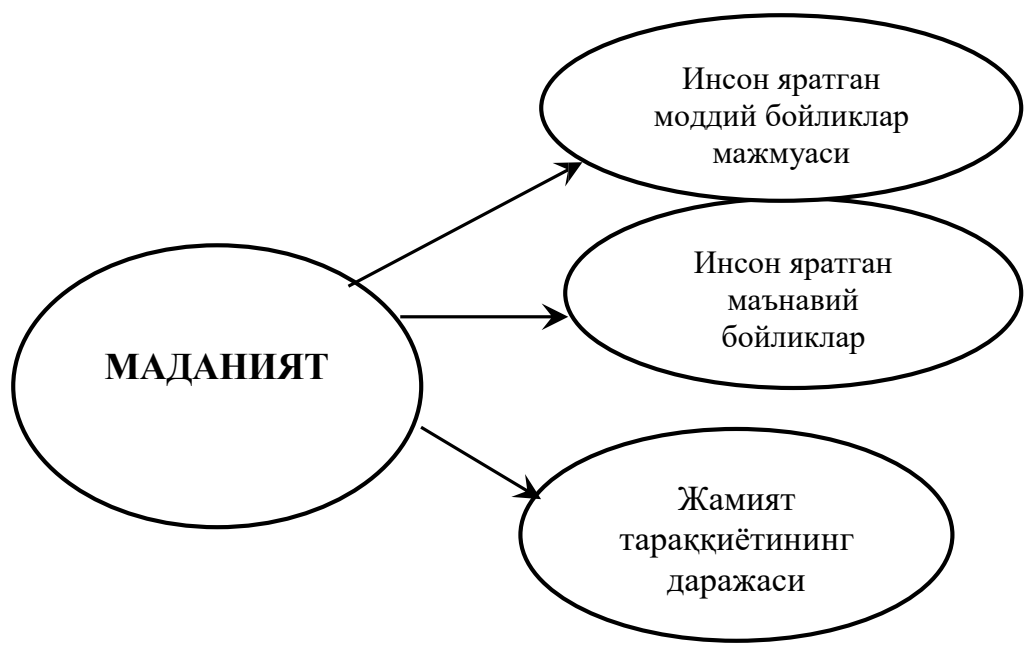 Инсон яратган
моддий бойликлар
мажмуаси
Инсон яратган
маънавий
бойликлар
МАДАНИЯТ
Жамият
тараққиётининг
даражаси